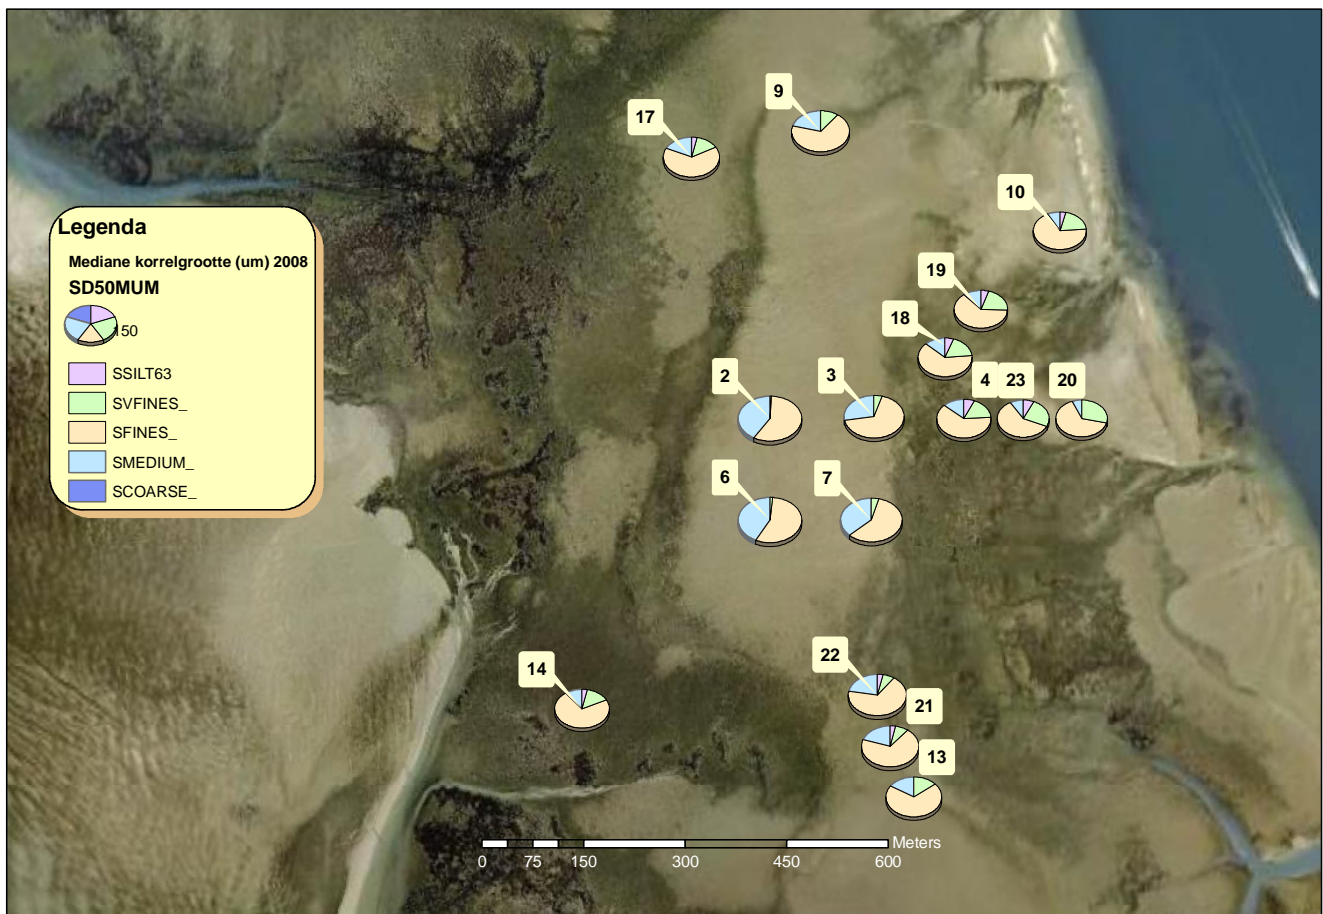 9
17
10
Legenda
Mediane korrelgrootte (um) 2008
SD50MUM
150
SSILT63
SVFINES_
SFINES_
SMEDIUM_
SCOARSE_
19
18
2
3
4
23
20
6
7
14
22
21
13
Meters
0 75 150 300 450 600